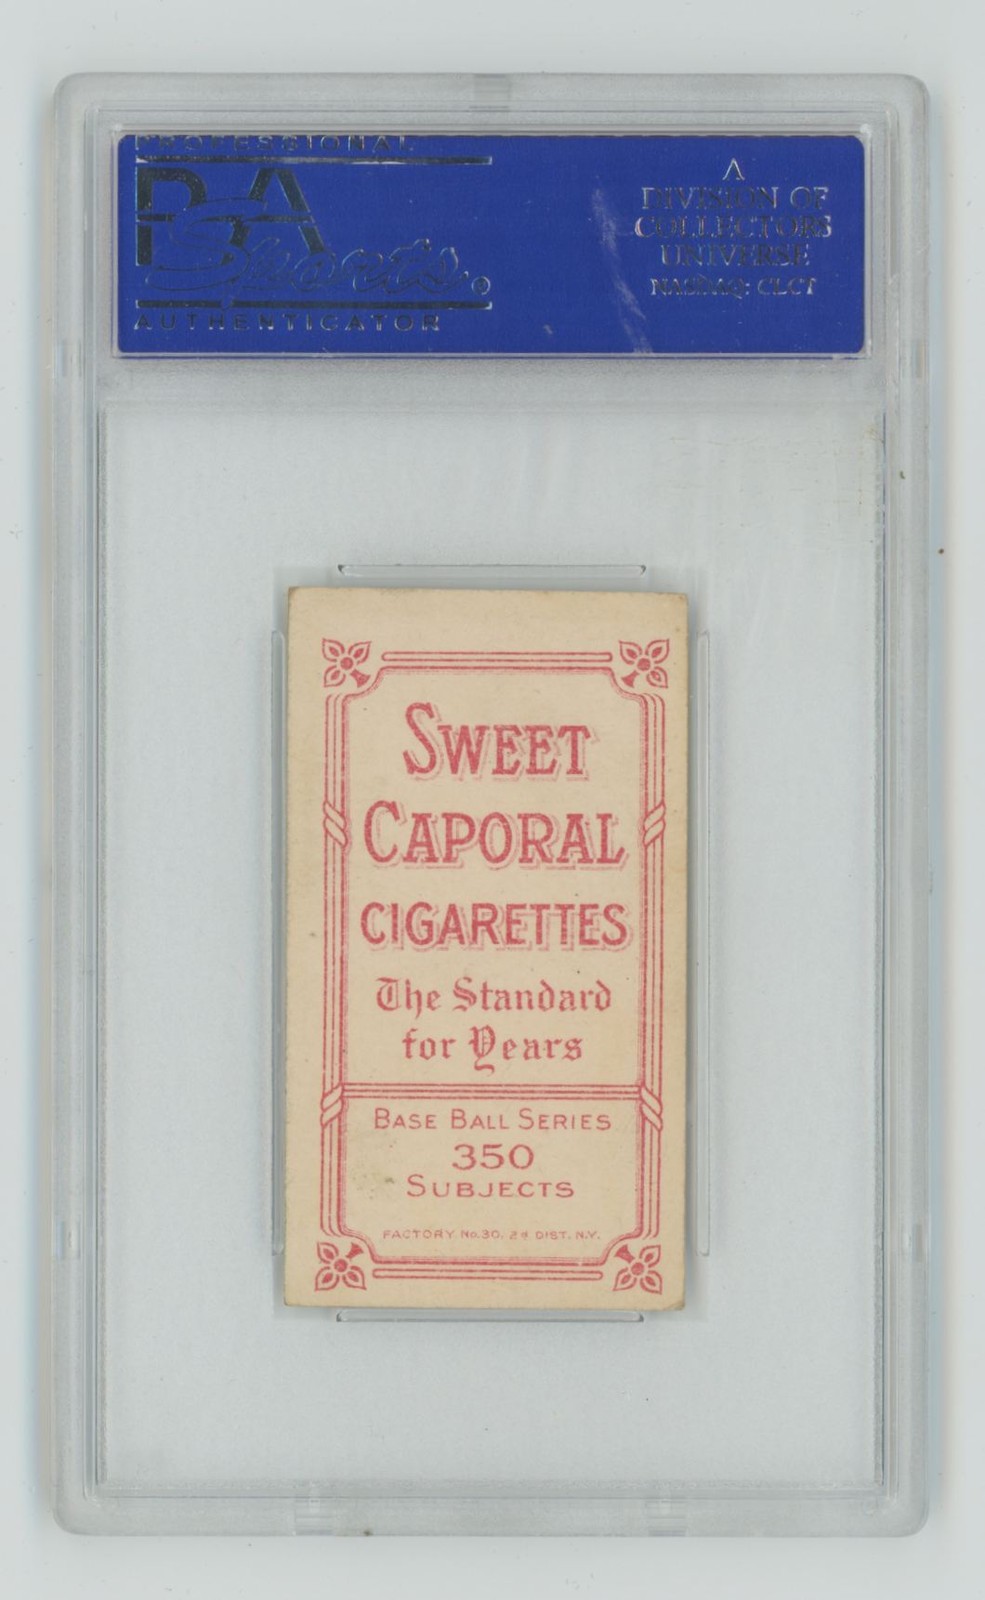 PROFESSIONAL
PSA
Sports®
AUTHENTICATOR
A
DIVISION OF
COLLECTORS
UNIVERSE
NASDAQ: CLCT
SWEET
CAPORAL
CIGARETTES
The Standard
for Years
BASE BALL SERIES
350
SUBJECTS
FACTORY No. 30, 2d DIST. N.Y.